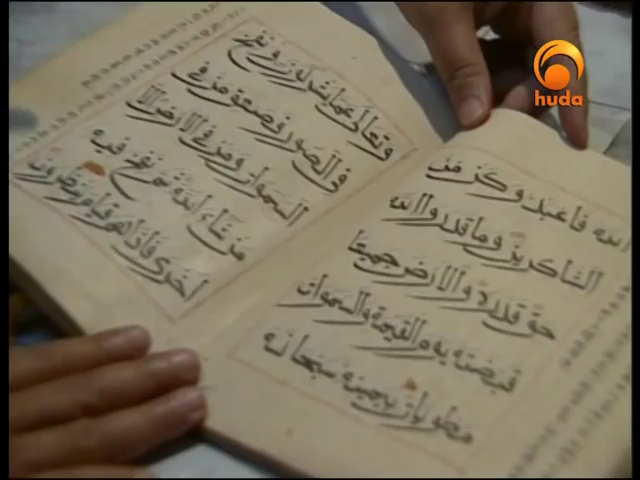 الله فاعبد وكن من
الشاكرين وما قدروا الله
حق قدره والارض جميعا
قبضته يوم القيمة والسموات
مطويات بيمينه سبحانه
وتعالى عما يشركون ونفخ
في الصور فصعق من في
السموات ومن في الارض الا
من شاء الله ثم نفخ فيه
اخرى فاذا هم قيام ينظرون
huda